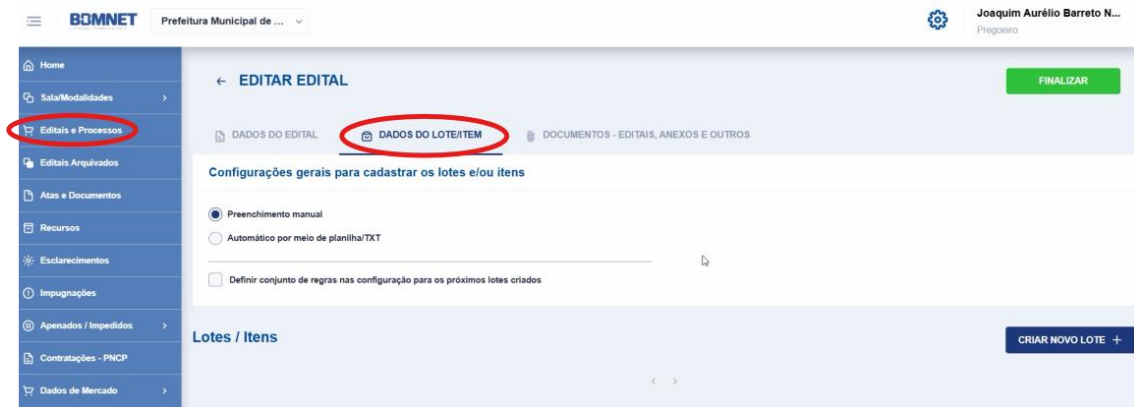 BBMNET
Prefeitura Municipal de ...
Joaquim Aurélio Barreto N...
Pregoeiro
Home
Sala/Modalidades
Editais e Processos
Editais Arquivados
Atas e Documentos
Recursos
Esclarecimentos
Impugnações
Apenados / Impedidos
Contratações - PNCP
Dados de Mercado
← EDITAR EDITAL
FINALIZAR
DADOS DO EDITAL
DADOS DO LOTE/ITEM
DOCUMENTOS - EDITAIS, ANEXOS E OUTROS
Configurações gerais para cadastrar os lotes e/ou itens
Preenchimento manual
Automático por meio de planilha/TXT
Definir conjunto de regras nas configuração para os próximos lotes criados
Lotes / Itens
CRIAR NOVO LOTE +